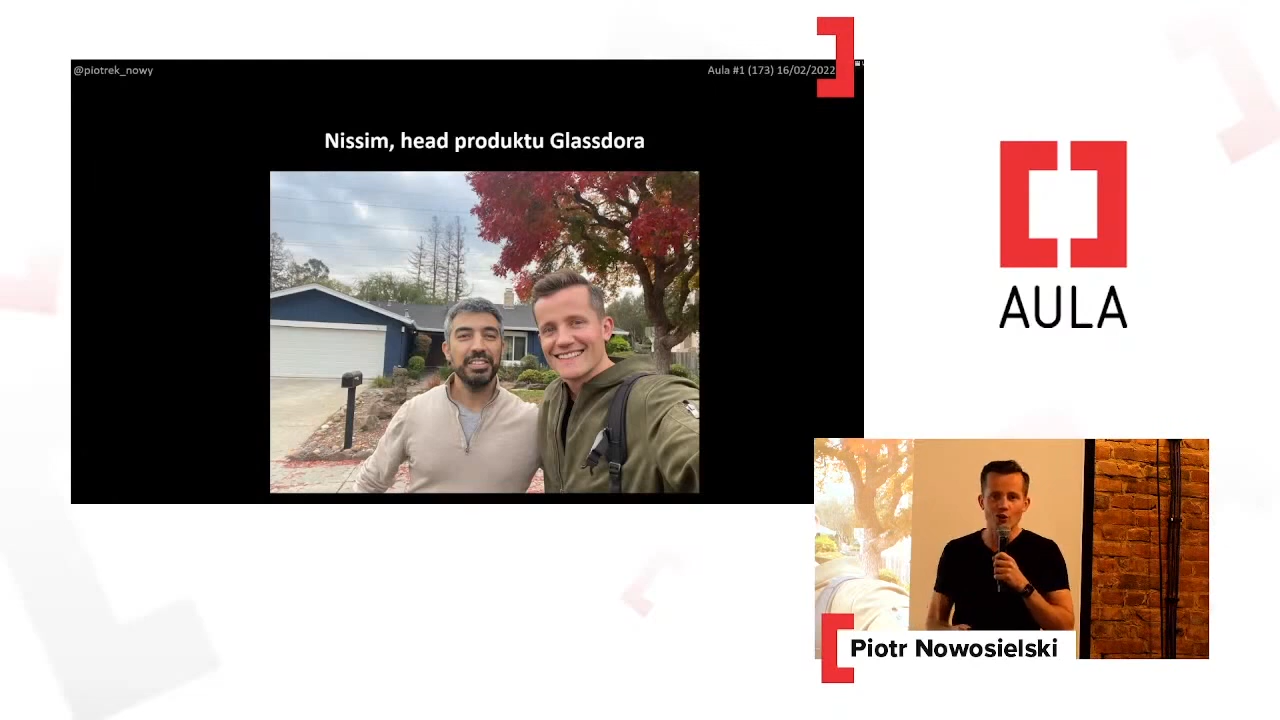 @piotrek_nowy
Aula #1 (173) 16/02/2022
Nissim, head produktu Glassdora
AULA
Piotr Nowosielski